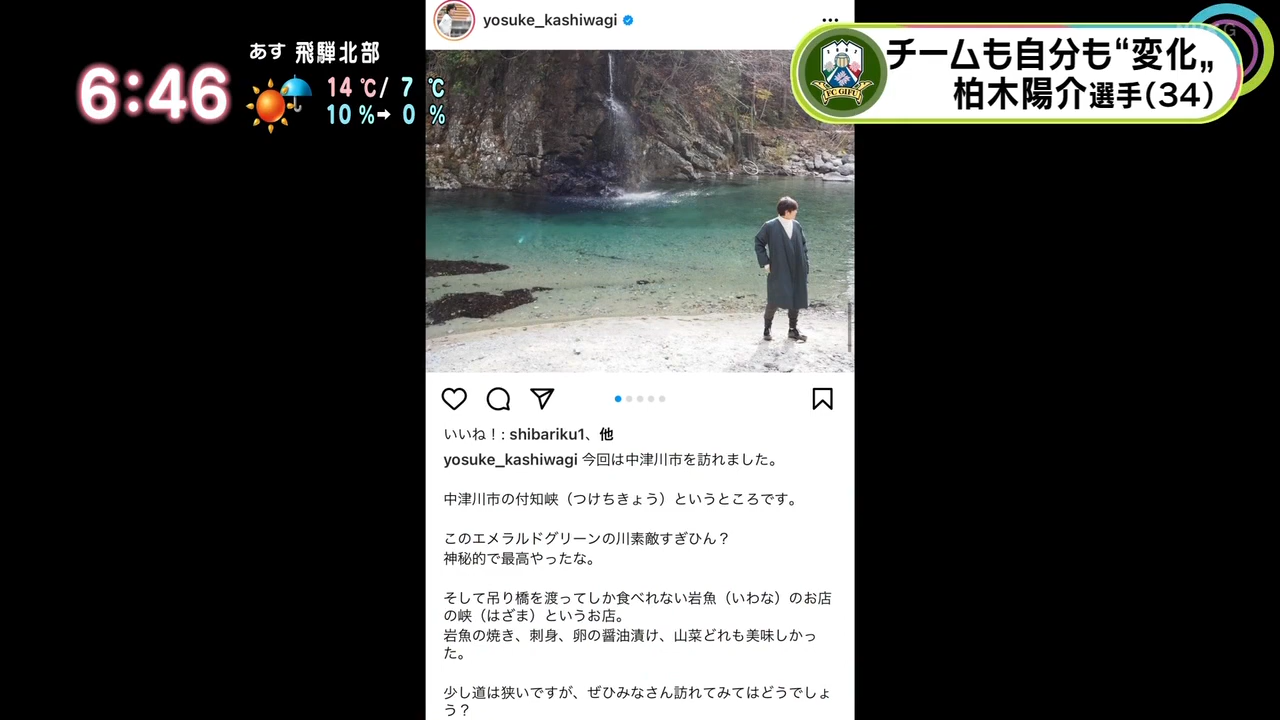 yosuke_kashiwagi
6:46
あす 飛騨北部
14℃/ 7 ℃
10%→ 0 %
チームも自分も“変化„
柏木陽介選手(34)
FC GIFU
いいね！: shibariku1、他
yosuke_kashiwagi 今回は中津川市を訪れました。
中津川市の付知峡（つけちきょう）というところです。
このエメラルドグリーンの川素敵すぎひん？
神秘的で最高やったな。
そして吊り橋を渡ってしか食べれない岩魚（いわな）のお店
の峡（はざま）というお店。
岩魚の焼き、刺身、卵の醤油漬け、山菜どれも美味しかっ
た。
少し道は狭いですが、ぜひみなさん訪れてみてはどうでしょ
う？